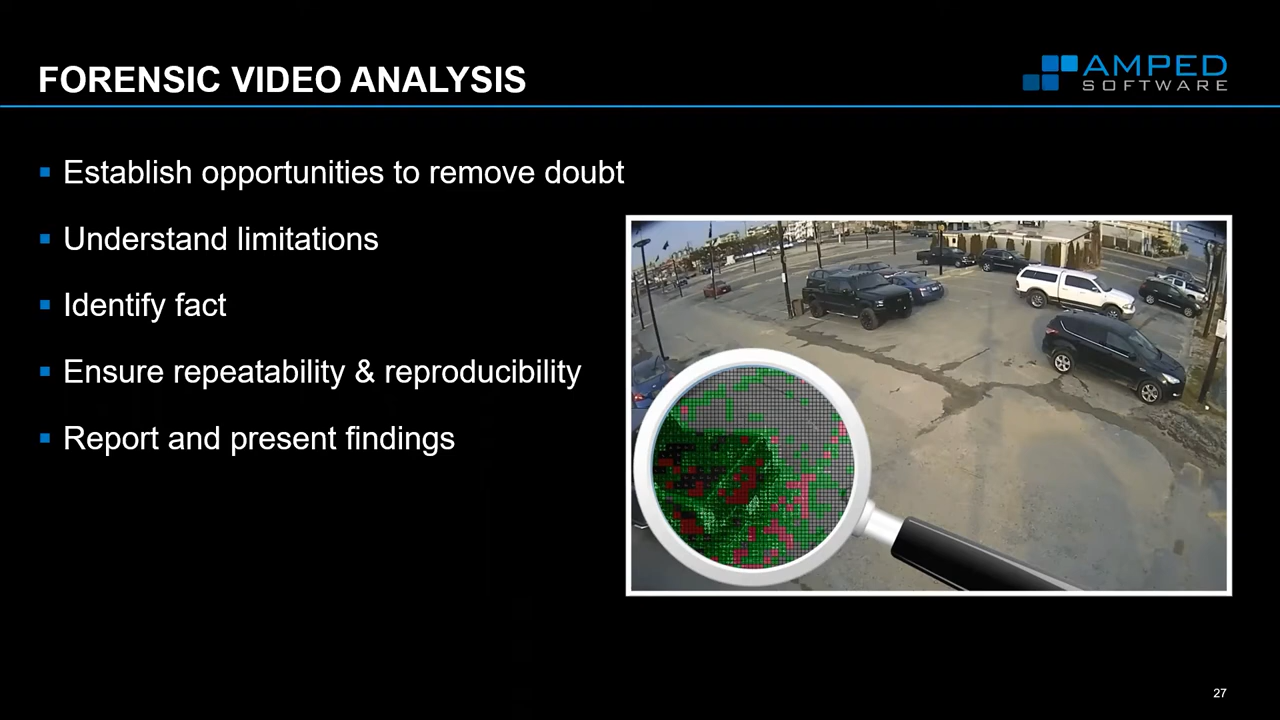 FORENSIC VIDEO ANALYSIS
AMPED
SOFTWARE
Establish opportunities to remove doubt
Understand limitations
Identify fact
Ensure repeatability & reproducibility
Report and present findings
27